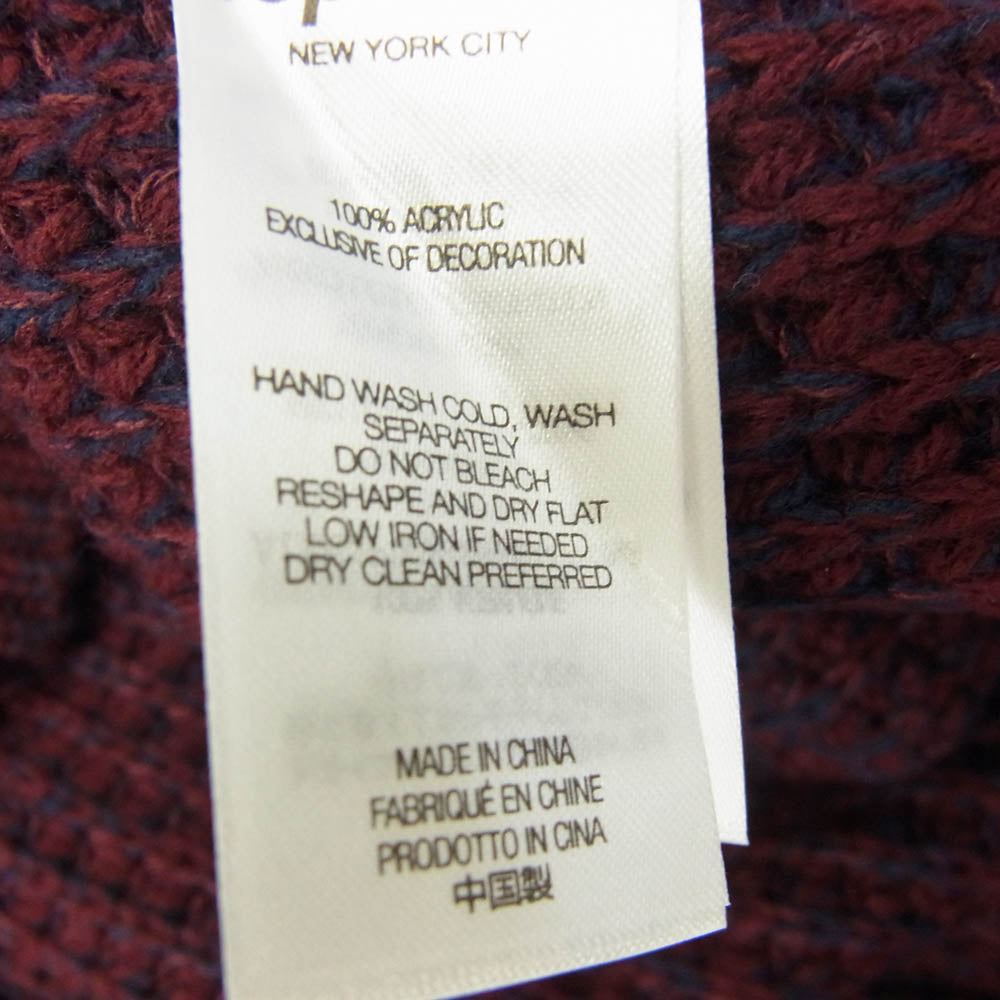 NEW YORK CITY
100% ACRYLIC
EXCLUSIVE OF DECORATION
HAND WASH COLD, WASH
SEPARATELY
DO NOT BLEACH
RESHAPE AND DRY FLAT
LOW IRON IF NEEDED
DRY CLEAN PREFERRED
MADE IN CHINA
FABRIQUÉ EN CHINE
PRODOTTO IN CINA
中国製